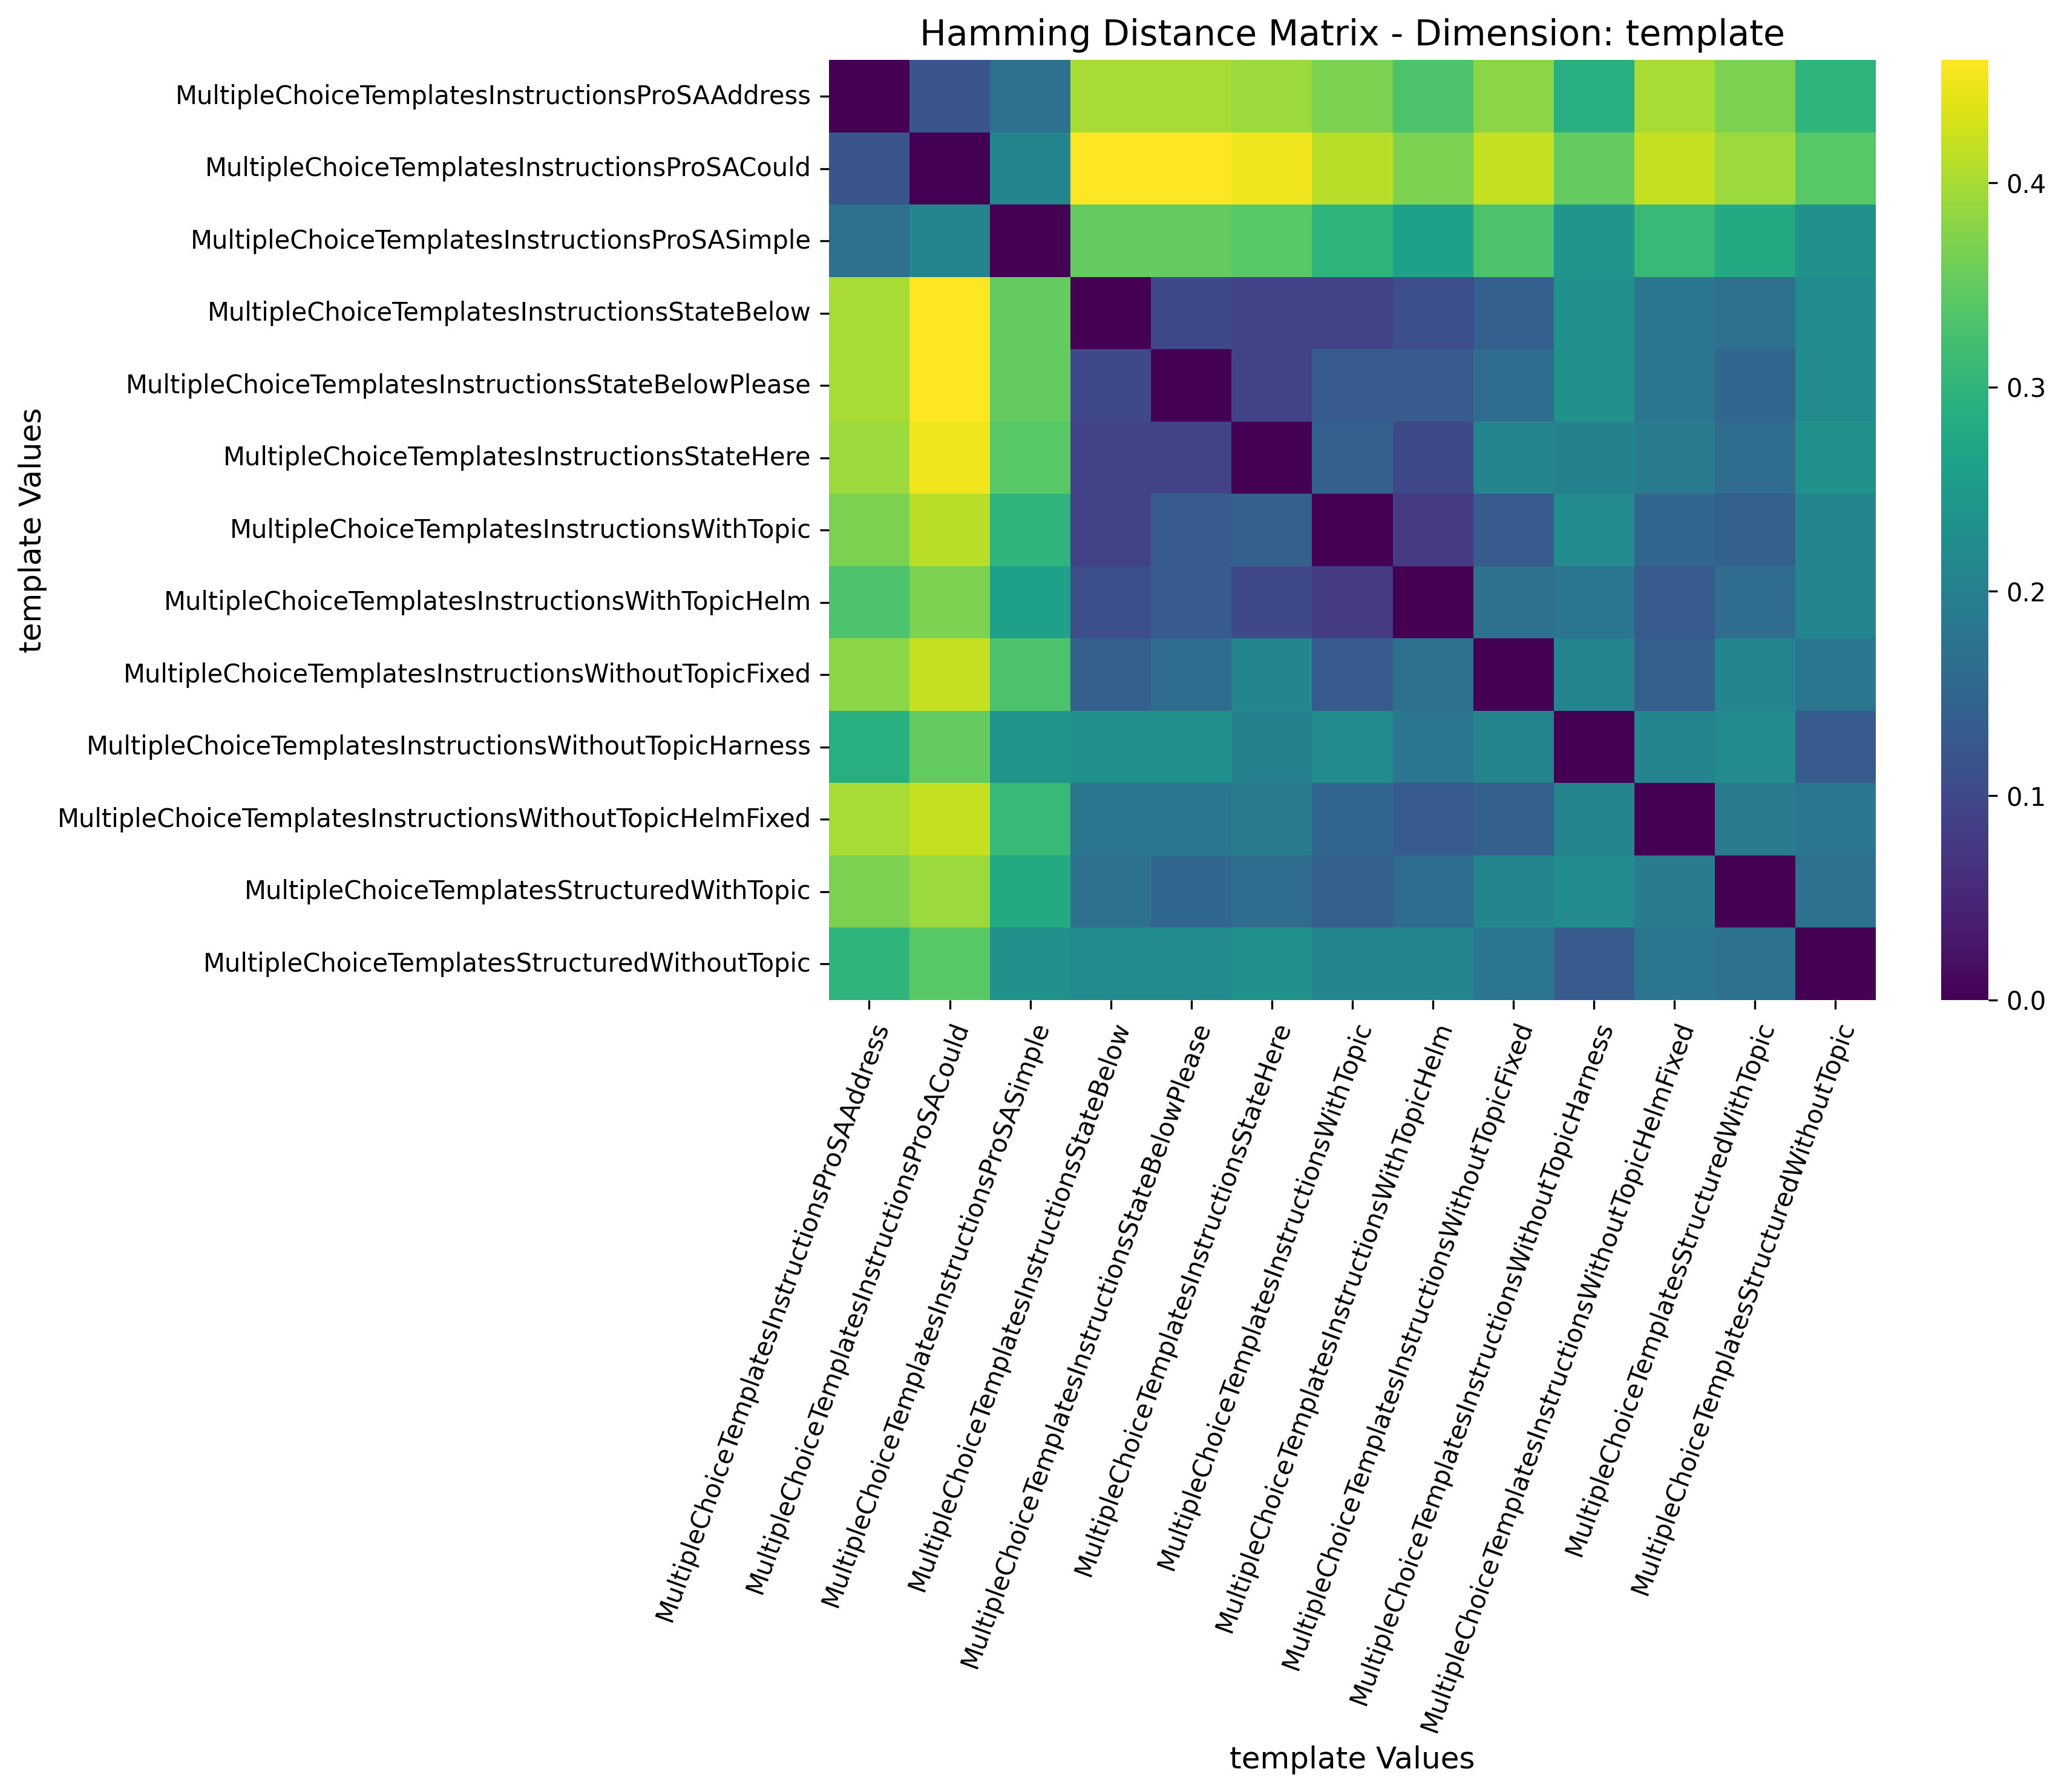 Hamming Distance Matrix - Dimension: template
template Values
MultipleChoiceTemplatesInstructionsProSAAddress
MultipleChoiceTemplatesInstructionsProSACould
MultipleChoiceTemplatesInstructionsProSASimple
MultipleChoiceTemplatesInstructionsStateBelow
MultipleChoiceTemplatesInstructionsStateBelowPlease
MultipleChoiceTemplatesInstructionsStateHere
MultipleChoiceTemplatesInstructionsWithTopic
MultipleChoiceTemplatesInstructionsWithTopicHelm
MultipleChoiceTemplatesInstructionsWithoutTopicFixed
MultipleChoiceTemplatesInstructionsWithoutTopicHarness
MultipleChoiceTemplatesInstructionsWithoutTopicHelmFixed
MultipleChoiceTemplatesStructuredWithTopic
MultipleChoiceTemplatesStructuredWithoutTopic
MultipleChoiceTemplatesInstructionsProSAAddress
MultipleChoiceTemplatesInstructionsProSACould
MultipleChoiceTemplatesInstructionsProSASimple
MultipleChoiceTemplatesInstructionsStateBelow
MultipleChoiceTemplatesInstructionsStateBelowPlease
MultipleChoiceTemplatesInstructionsStateHere
MultipleChoiceTemplatesInstructionsWithTopic
MultipleChoiceTemplatesInstructionsWithTopicHelm
MultipleChoiceTemplatesInstructionsWithoutTopicFixed
MultipleChoiceTemplatesInstructionsWithoutTopicHarness
MultipleChoiceTemplatesInstructionsWithoutTopicHelmFixed
MultipleChoiceTemplatesStructuredWithTopic
MultipleChoiceTemplatesStructuredWithoutTopic
template Values
0.4
0.3
0.2
0.1
0.0